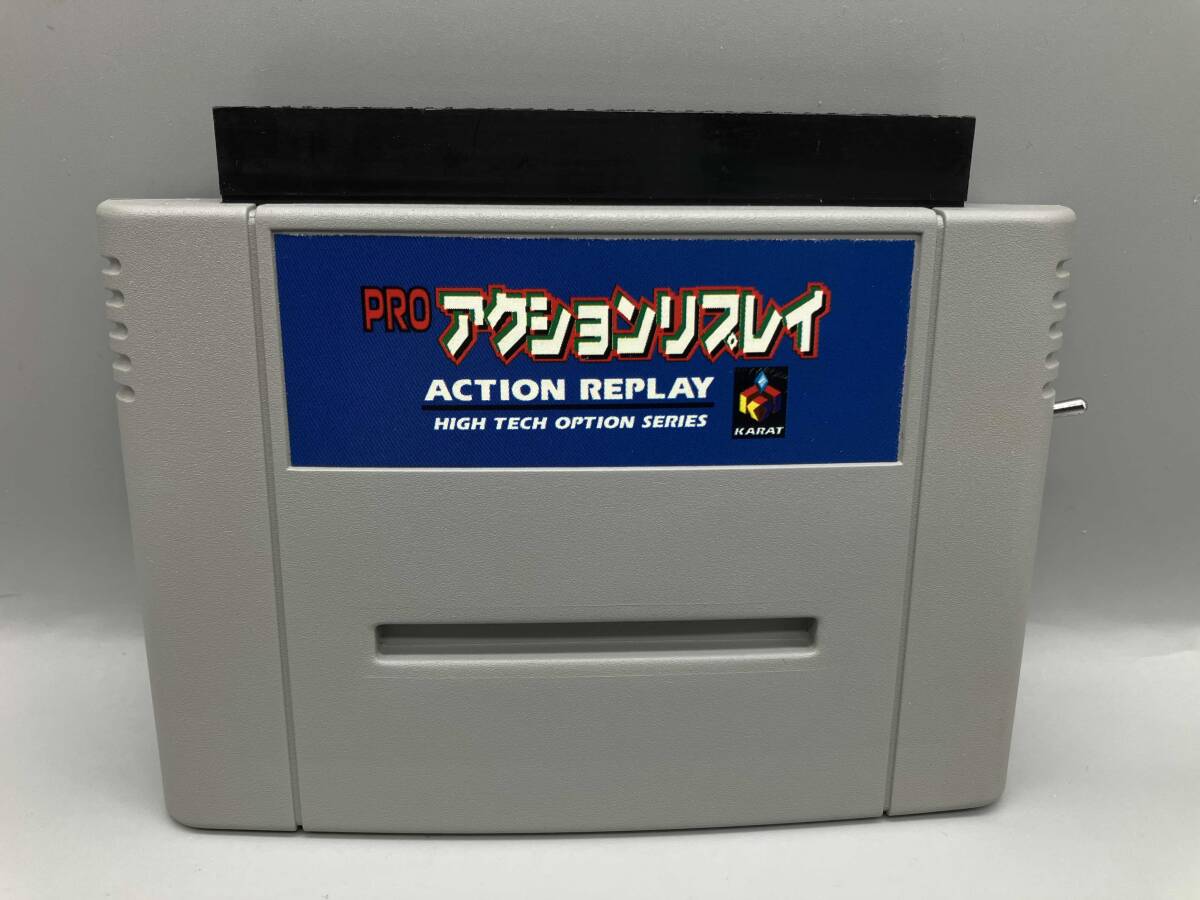 PRO アクションリプレイ
ACTION REPLAY
HIGH TECH OPTION SERIES
KARAT